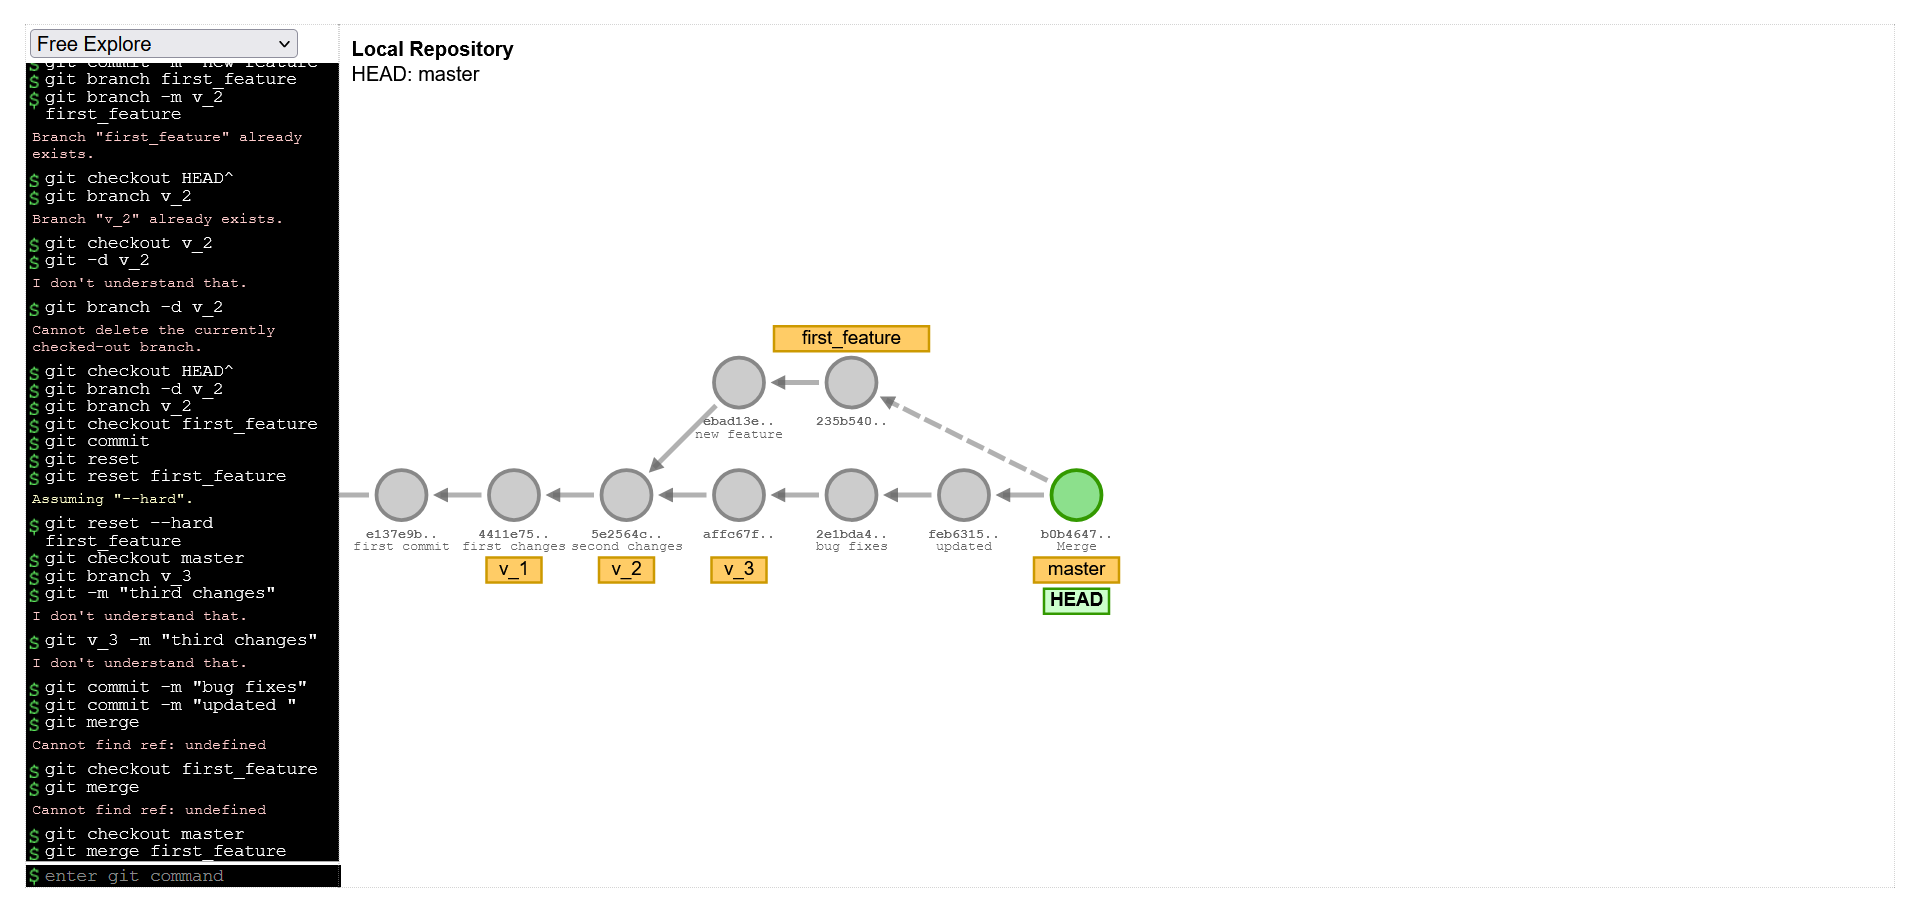 Free Explore
$ git commit -m "new feature"
$ git branch first_feature
$ git branch -m v_2
first_feature
Branch "first_feature" already
exists.
$ git checkout HEAD^
$ git branch v_2
Branch "v_2" already exists.
$ git checkout v_2
$ git -d v_2
I don't understand that.
$ git branch -d v_2
Cannot delete the currently
checked-out branch.
$ git checkout HEAD^
$ git branch -d v_2
$ git branch v_2
$ git checkout first_feature
$ git commit
$ git reset
$ git reset first_feature
Assuming "--hard".
$ git reset --hard
first_feature
$ git checkout master
$ git branch v_3
$ git -m "third changes"
I don't understand that.
$ git v_3 -m "third changes"
I don't understand that.
$ git commit -m "bug fixes"
$ git commit -m "updated "
$ git merge
Cannot find ref: undefined
$ git checkout first_feature
$ git merge
Cannot find ref: undefined
$ git checkout master
$ git merge first_feature
$ enter git command
Local Repository
HEAD: master
first_feature
ebad13e.. 235b540..
new feature
e137e9b.. 4411e75.. 5e2564c.. affc67f.. 2e1bda4.. feb6315.. b0b4647..
first commit first changes second changes bug fixes updated Merge
v_1 v_2 v_3 master
HEAD